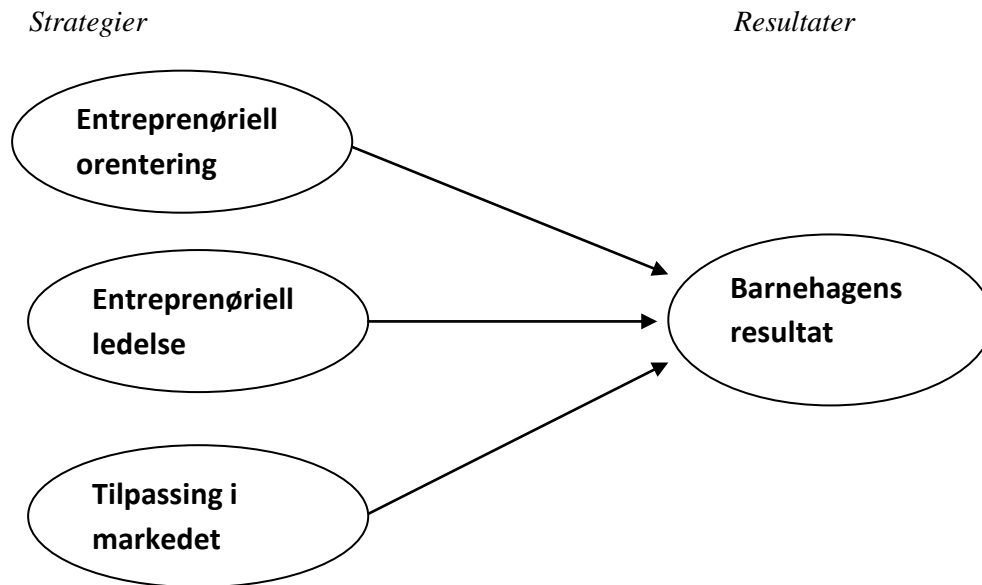 Strategier
Resultater
Entreprenøriell
orentering
Entreprenøriell
ledelse
Barnehagens
resultat
Tilpassing i
markedet